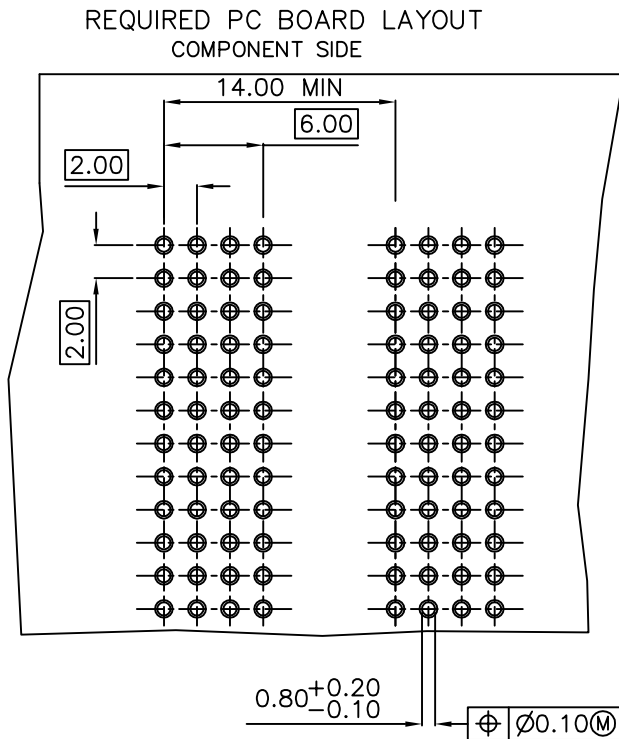 REQUIRED PC BOARD LAYOUT
COMPONENT SIDE
14.00 MIN
6.00
2.00
2.00
0.80 +0.20 -0.10
⌖ Ø0.10Ⓜ